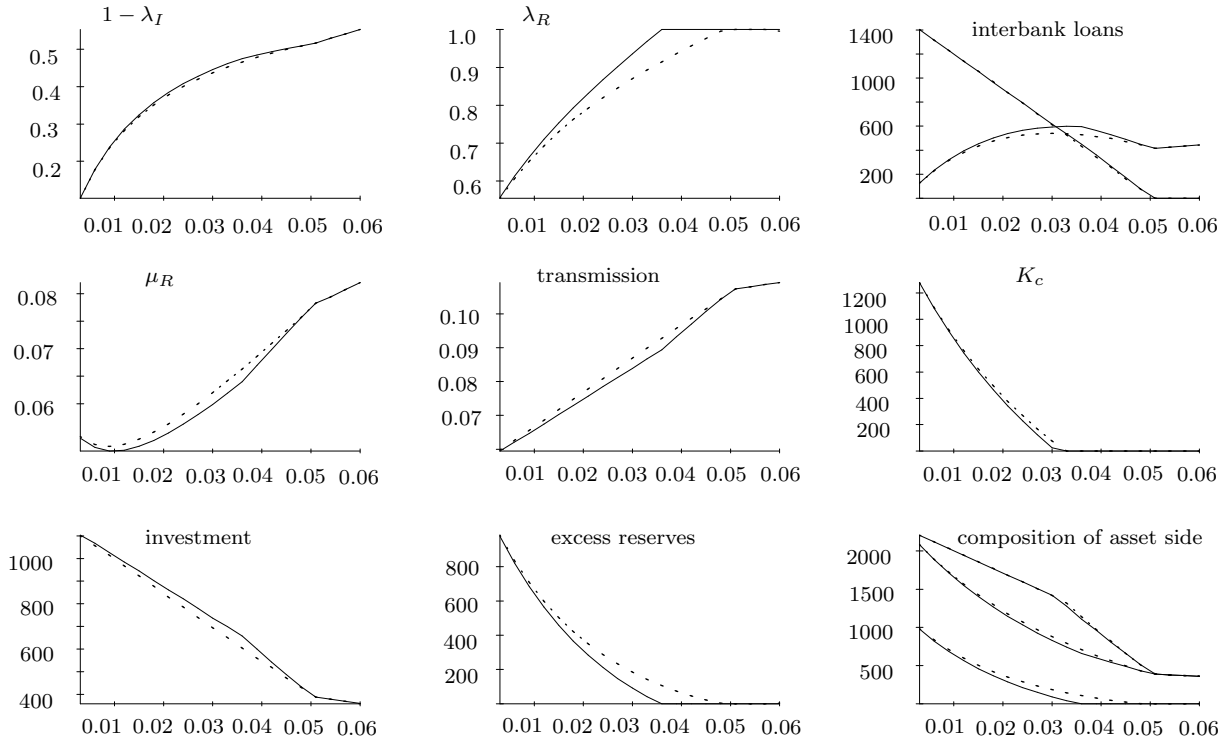 1 − λ_I
0.5
0.4
0.3
0.2
0.01 0.02 0.03 0.04 0.05 0.06
λ_R
1.0
0.9
0.8
0.7
0.6
0.01 0.02 0.03 0.04 0.05 0.06
interbank loans
1400
1000
600
200
0.01 0.02 0.03 0.04 0.05 0.06
μ_R
0.08
0.07
0.06
0.01 0.02 0.03 0.04 0.05 0.06
transmission
0.10
0.09
0.08
0.07
0.01 0.02 0.03 0.04 0.05 0.06
K_c
1200
1000
800
600
400
200
0.01 0.02 0.03 0.04 0.05 0.06
investment
1000
800
600
400
0.01 0.02 0.03 0.04 0.05 0.06
excess reserves
800
600
400
200
0.01 0.02 0.03 0.04 0.05 0.06
composition of asset side
2000
1500
1000
500
0.01 0.02 0.03 0.04 0.05 0.06